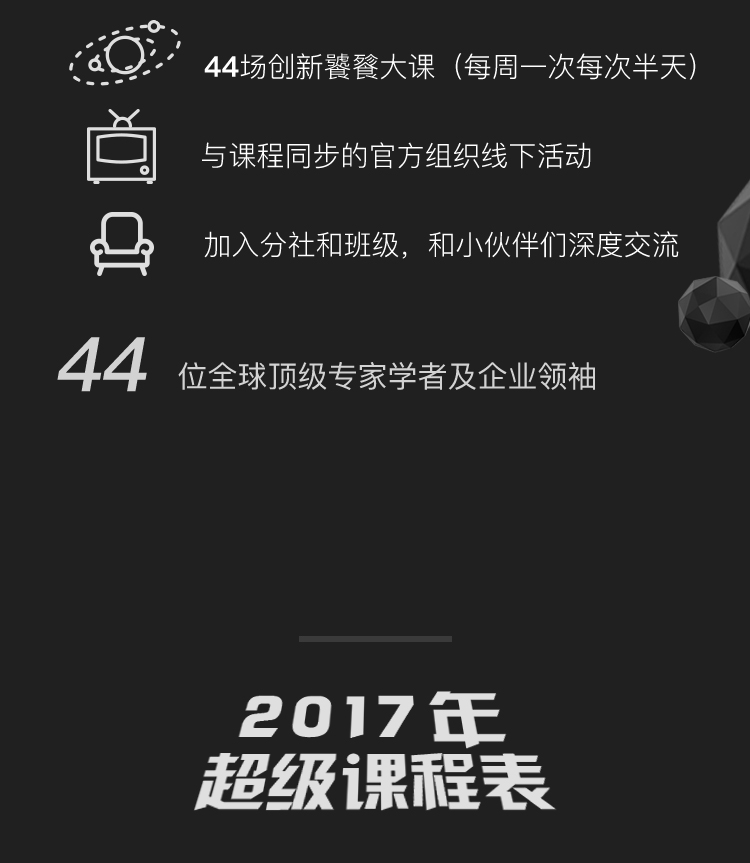 44场创新饕餮大课（每周一次每次半天）
与课程同步的官方组织线下活动
加入分社和班级，和小伙伴们深度交流
44 位全球顶级专家学者及企业领袖
2017年
超级课程表